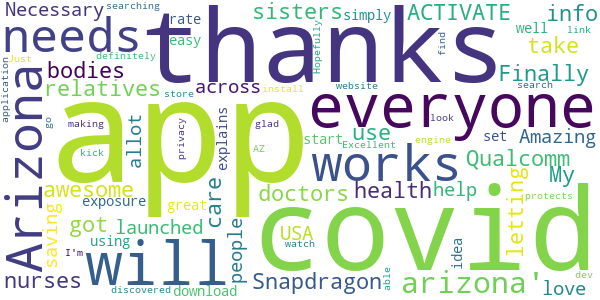 Necessary
searching
sisters
simply
ACTIVATE
info
needs
thanks
rate
well
link
definitely
easy
Hopefully
find
take
store
Just
bodies
across
Finally
Arizona
relatives
website
search
application
app
everyone
install
go
making
privacy
allot
explains
use
set
Amazing
AZ
glad
works
look
start
Excellent
engine
Qualcomm
My
kick
awesome
exposure
care
health
help
doctors
covid
letting
saving
great
got
launched
people
USA
idea
protects
I'm
using
watch
will
arizona'
nurses
discovered
download
Snapdragon
able
love
dev